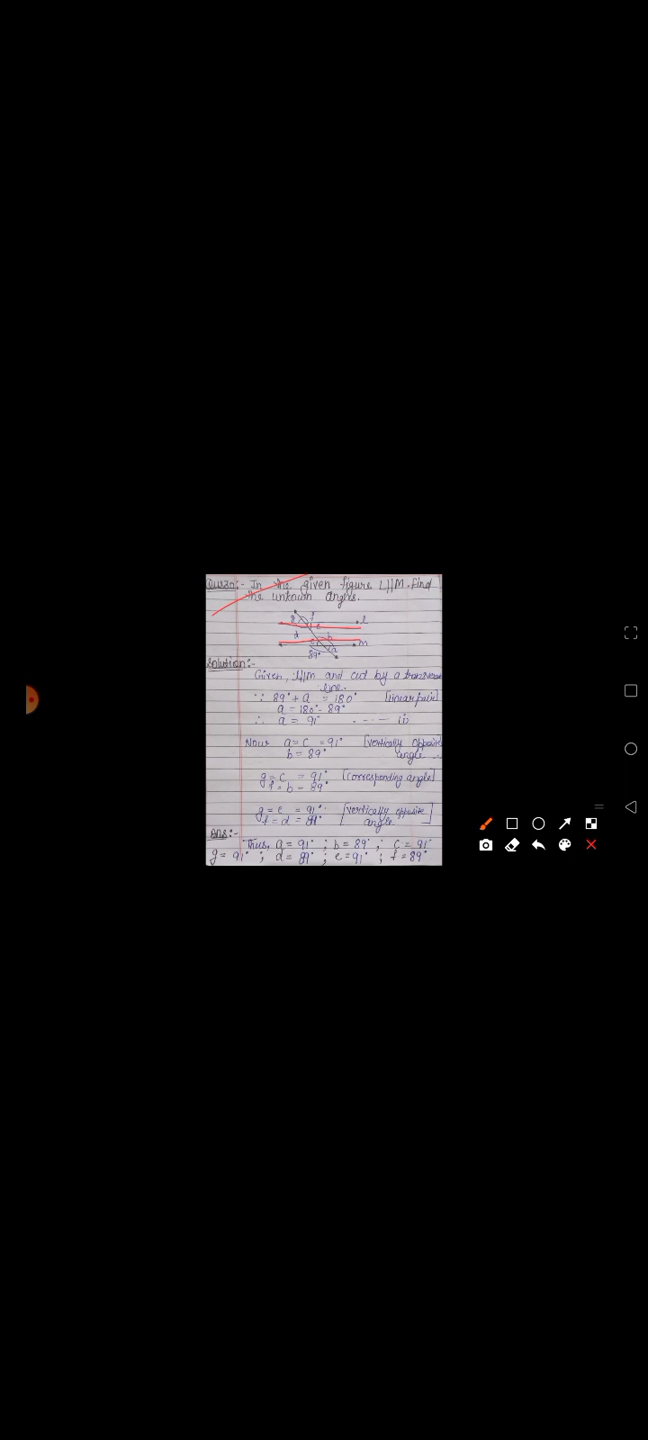 Ques30:- In the given figure L||M. Find
the unknown angles.
g f l
e
d
b m
c a
89°
Solution:-
Given, l||m and cut by a transversal
line.
∵ 89° + a = 180° [linear pair]
a = 180° - 89°
∴ a = 91° ---- (i)
Now a = c = 91° [vertically opposite
b = 89° angle
g = c = 91° [corresponding angle]
f = b = 89°
g = e = 91° [vertically opposite
f = d = 89° angle]
Ans:-
Thus, a = 91° ; b = 89° ; c = 91°
g = 91° ; d = 89° ; e = 91° ; f = 89°